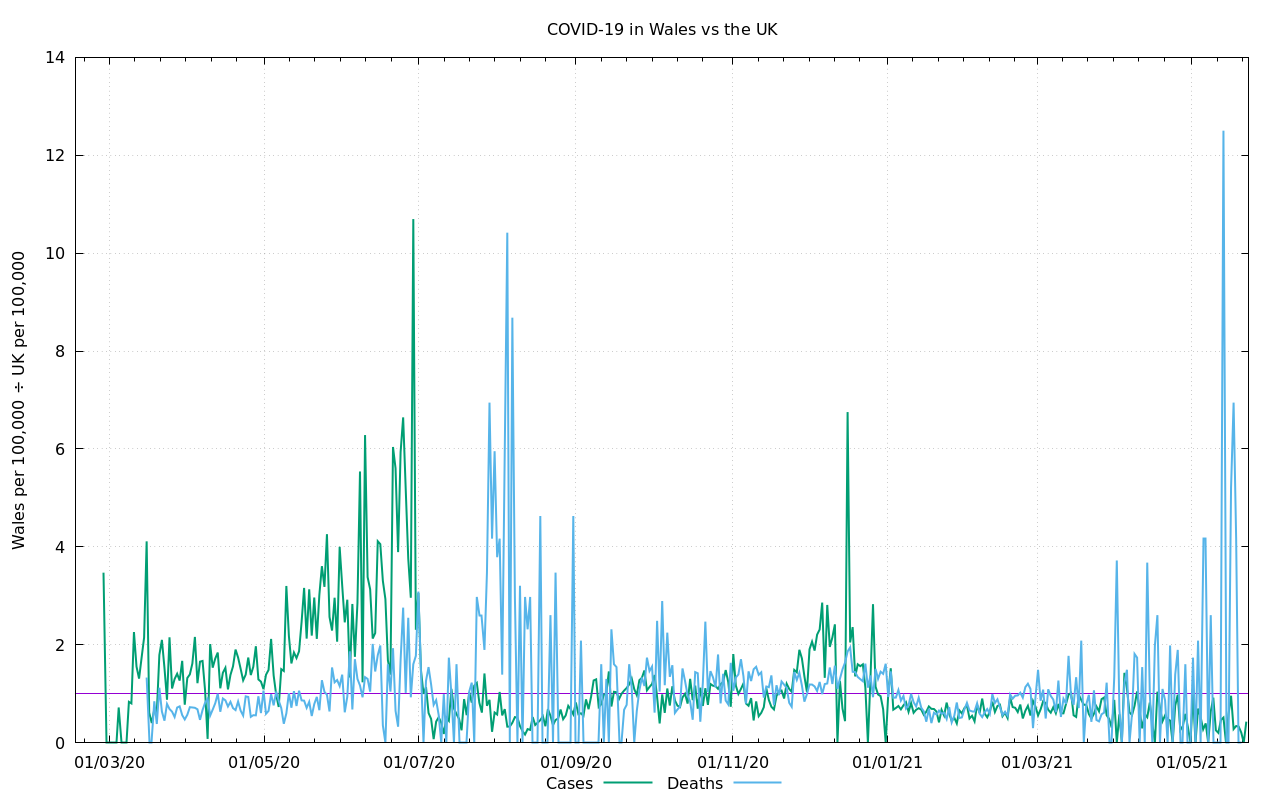 COVID-19 in Wales vs the UK
Wales per 100,000 ÷ UK per 100,000
14
12
10
8
6
4
2
0
01/03/20 01/05/20 01/07/20 01/09/20 01/11/20 01/01/21 01/03/21 01/05/21
Cases Deaths